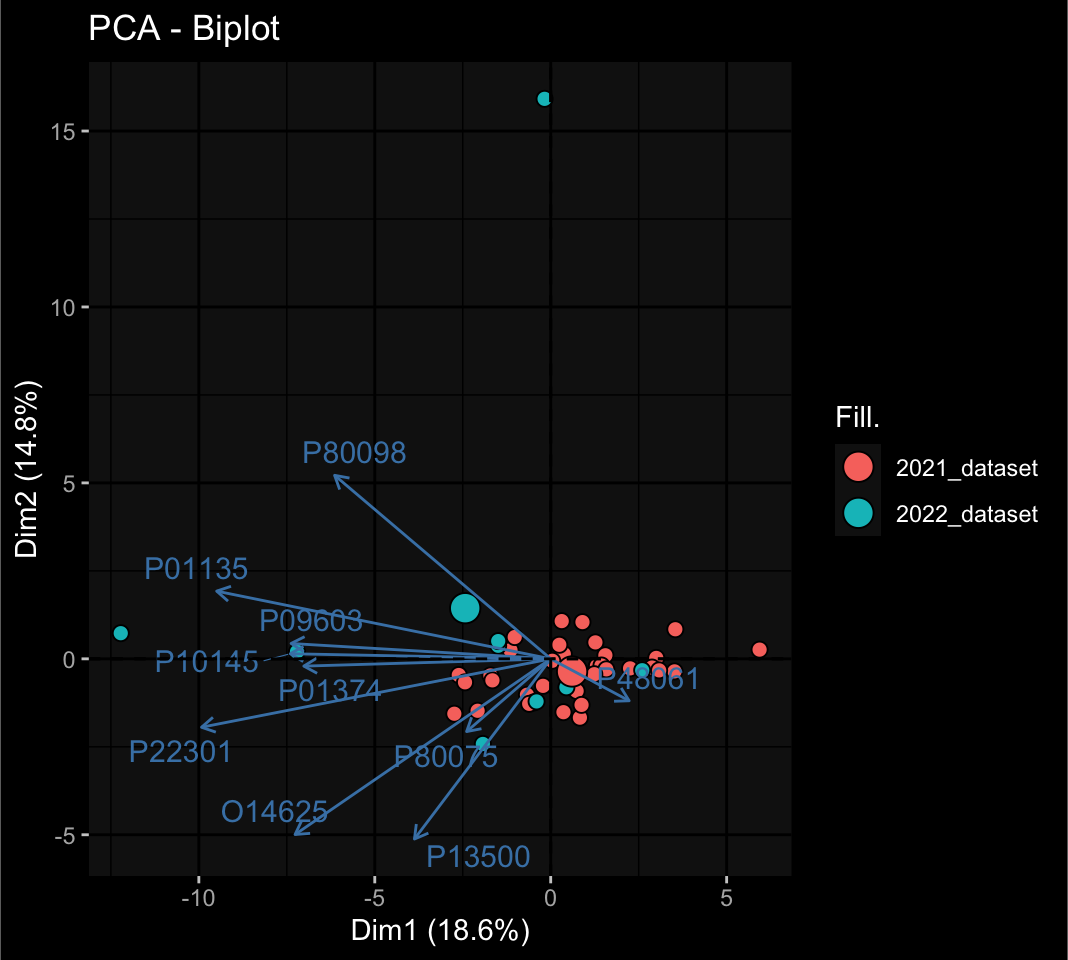 PCA - Biplot
15
10
5
0
-5
-10
-5
0
5
Dim1 (18.6%)
Dim2 (14.8%)
P80098
P01135
P09603
P10145
P01374
P48061
P22301
P80075
O14625
P13500
Fill.
2021_dataset
2022_dataset